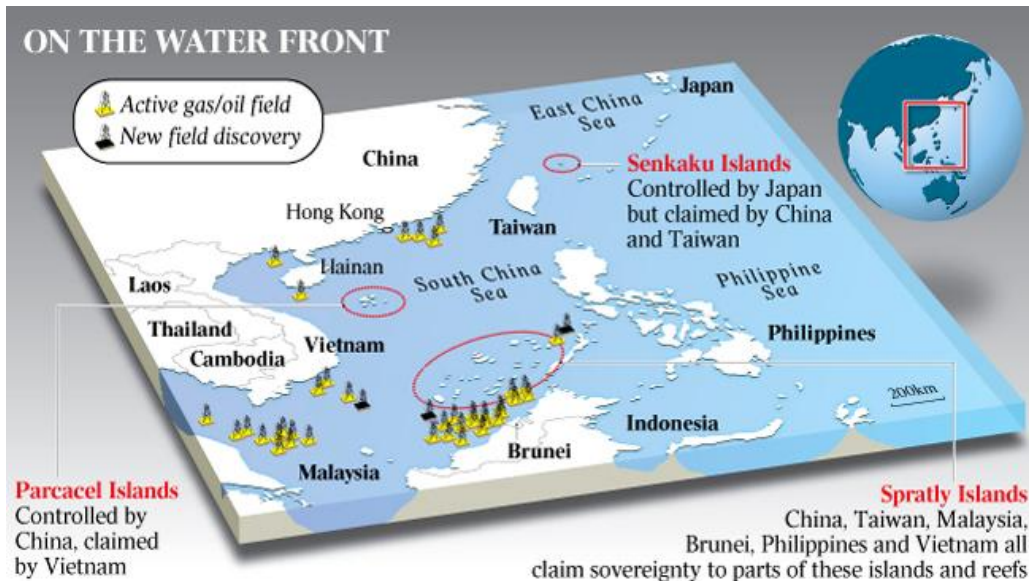 ON THE WATER FRONT
Active gas/oil field
New field discovery
Japan
East China
Sea
China
Senkaku Islands
Controlled by Japan
but claimed by China
and Taiwan
Hong Kong
Taiwan
Hainan
South China
Sea
Philippine
Sea
Laos
Thailand
Cambodia
Vietnam
Philippines
200km
Indonesia
Brunei
Malaysia
Parcacel Islands
Controlled by
China, claimed
by Vietnam
Spratly Islands
China, Taiwan, Malaysia,
Brunei, Philippines and Vietnam all
claim sovereignty to parts of these islands and reefs